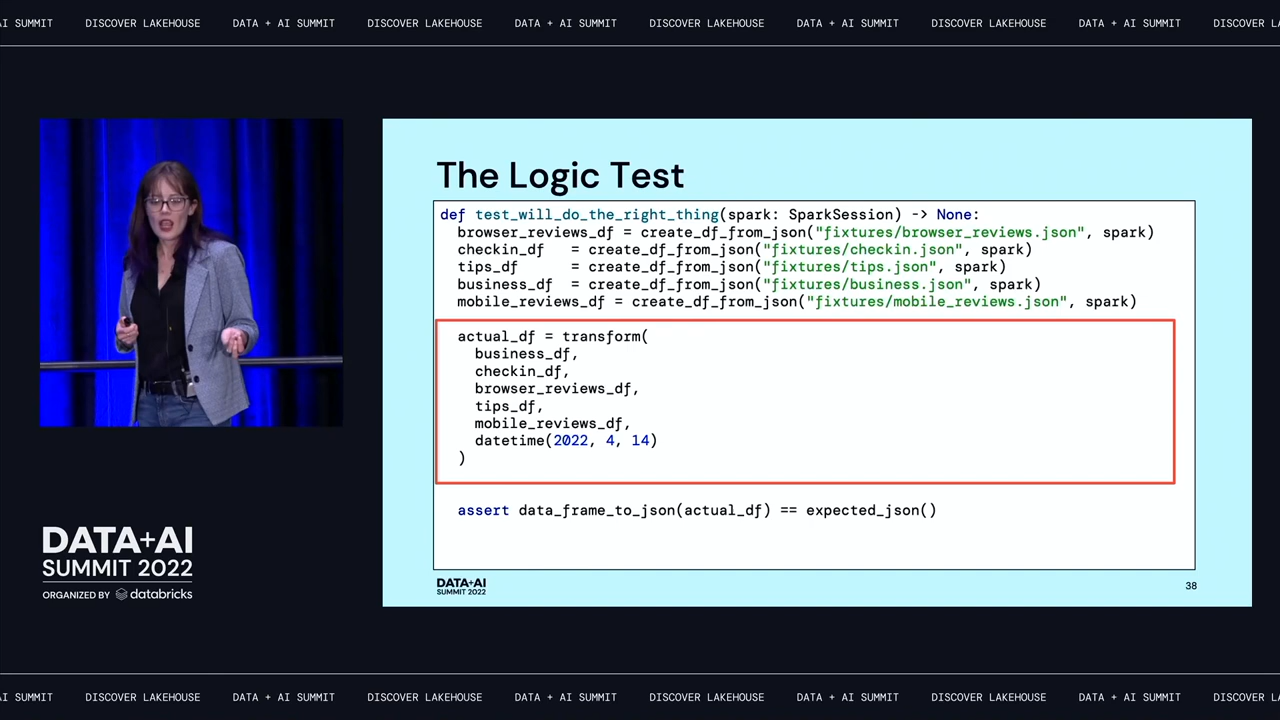 AI SUMMIT DISCOVER LAKEHOUSE DATA + AI SUMMIT DISCOVER LAKEHOUSE DATA + AI SUMMIT DISCOVER LAKEHOUSE DATA + AI SUMMIT DISCOVER LAKEHOUSE DATA + AI SUMMIT DISCOVER L
The Logic Test
def test_will_do_the_right_thing(spark: SparkSession) -> None:
browser_reviews_df = create_df_from_json("fixtures/browser_reviews.json", spark)
checkin_df = create_df_from_json("fixtures/checkin.json", spark)
tips_df = create_df_from_json("fixtures/tips.json", spark)
business_df = create_df_from_json("fixtures/business.json", spark)
mobile_reviews_df = create_df_from_json("fixtures/mobile_reviews.json", spark)
actual_df = transform(
business_df,
checkin_df,
browser_reviews_df,
tips_df,
mobile_reviews_df,
datetime(2022, 4, 14)
)
assert data_frame_to_json(actual_df) == expected_json()
DATA+AI
SUMMIT 2022
38
DATA+AI
SUMMIT 2022
ORGANIZED BY databricks
AI SUMMIT DISCOVER LAKEHOUSE DATA + AI SUMMIT DISCOVER LAKEHOUSE DATA + AI SUMMIT DISCOVER LAKEHOUSE DATA + AI SUMMIT DISCOVER LAKEHOUSE DATA + AI SUMMIT DISCOVER L